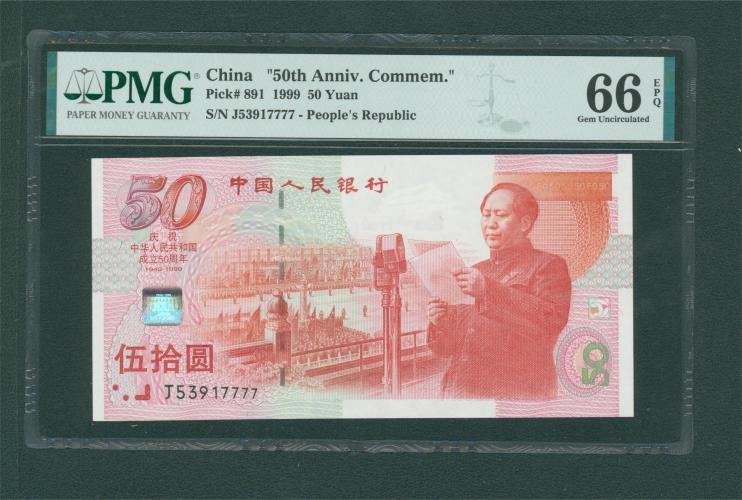 PMG
PAPER MONEY GUARANTY
China "50th Anniv. Commem."
Pick# 891 1999 50 Yuan
S/N J53917777 - People's Republic
66 EPQ
Gem Uncirculated
50
中国人民银行
庆祝
中华人民共和国
成立50周年
1949-1999
伍拾圆
J53917777
50